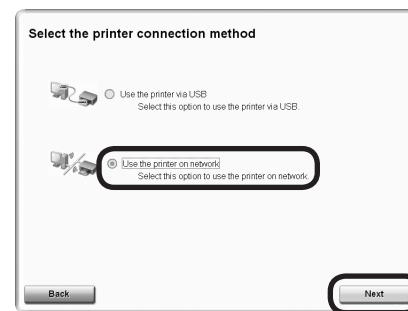 Select the printer connection method
Use the printer via USB
Select this option to use the printer via USB.
Use the printer on network
Select this option to use the printer on network.
Back
Next